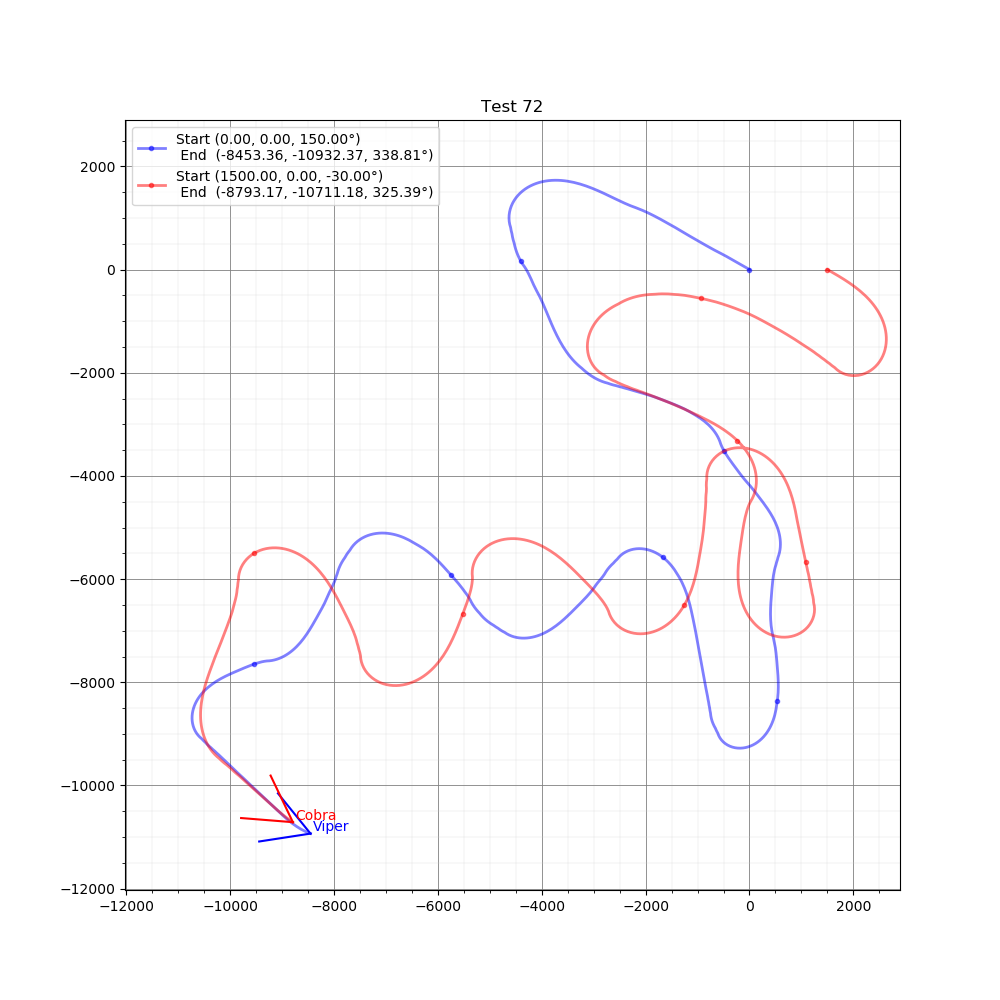 Test 72
Start (0.00, 0.00, 150.00°)
End  (-8453.36, -10932.37, 338.81°)
Start (1500.00, 0.00, -30.00°)
End  (-8793.17, -10711.18, 325.39°)
2000
0
−2000
−4000
−6000
−8000
−10000
−12000
Cobra
Viper
−12000 −10000 −8000 −6000 −4000 −2000 0 2000